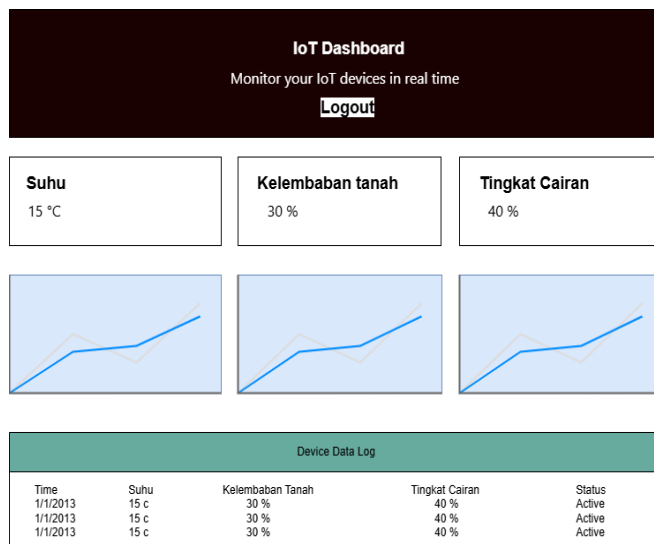 IoT Dashboard
Monitor your IoT devices in real time
Logout
Suhu Kelembaban tanah Tingkat Cairan
15 °C 30 % 40 %
Device Data Log
Time Suhu Kelembaban Tanah Tingkat Cairan Status
1/1/2013 15 c 30 % 40 % Active
1/1/2013 15 c 30 % 40 % Active
1/1/2013 15 c 30 % 40 % Active